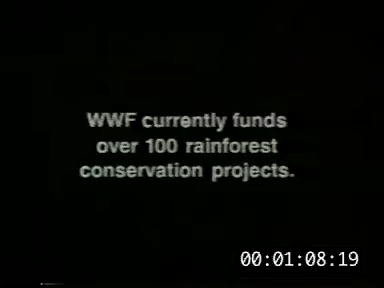 WWF currently funds
over 100 rainforest
conservation projects.
00:01:08:19